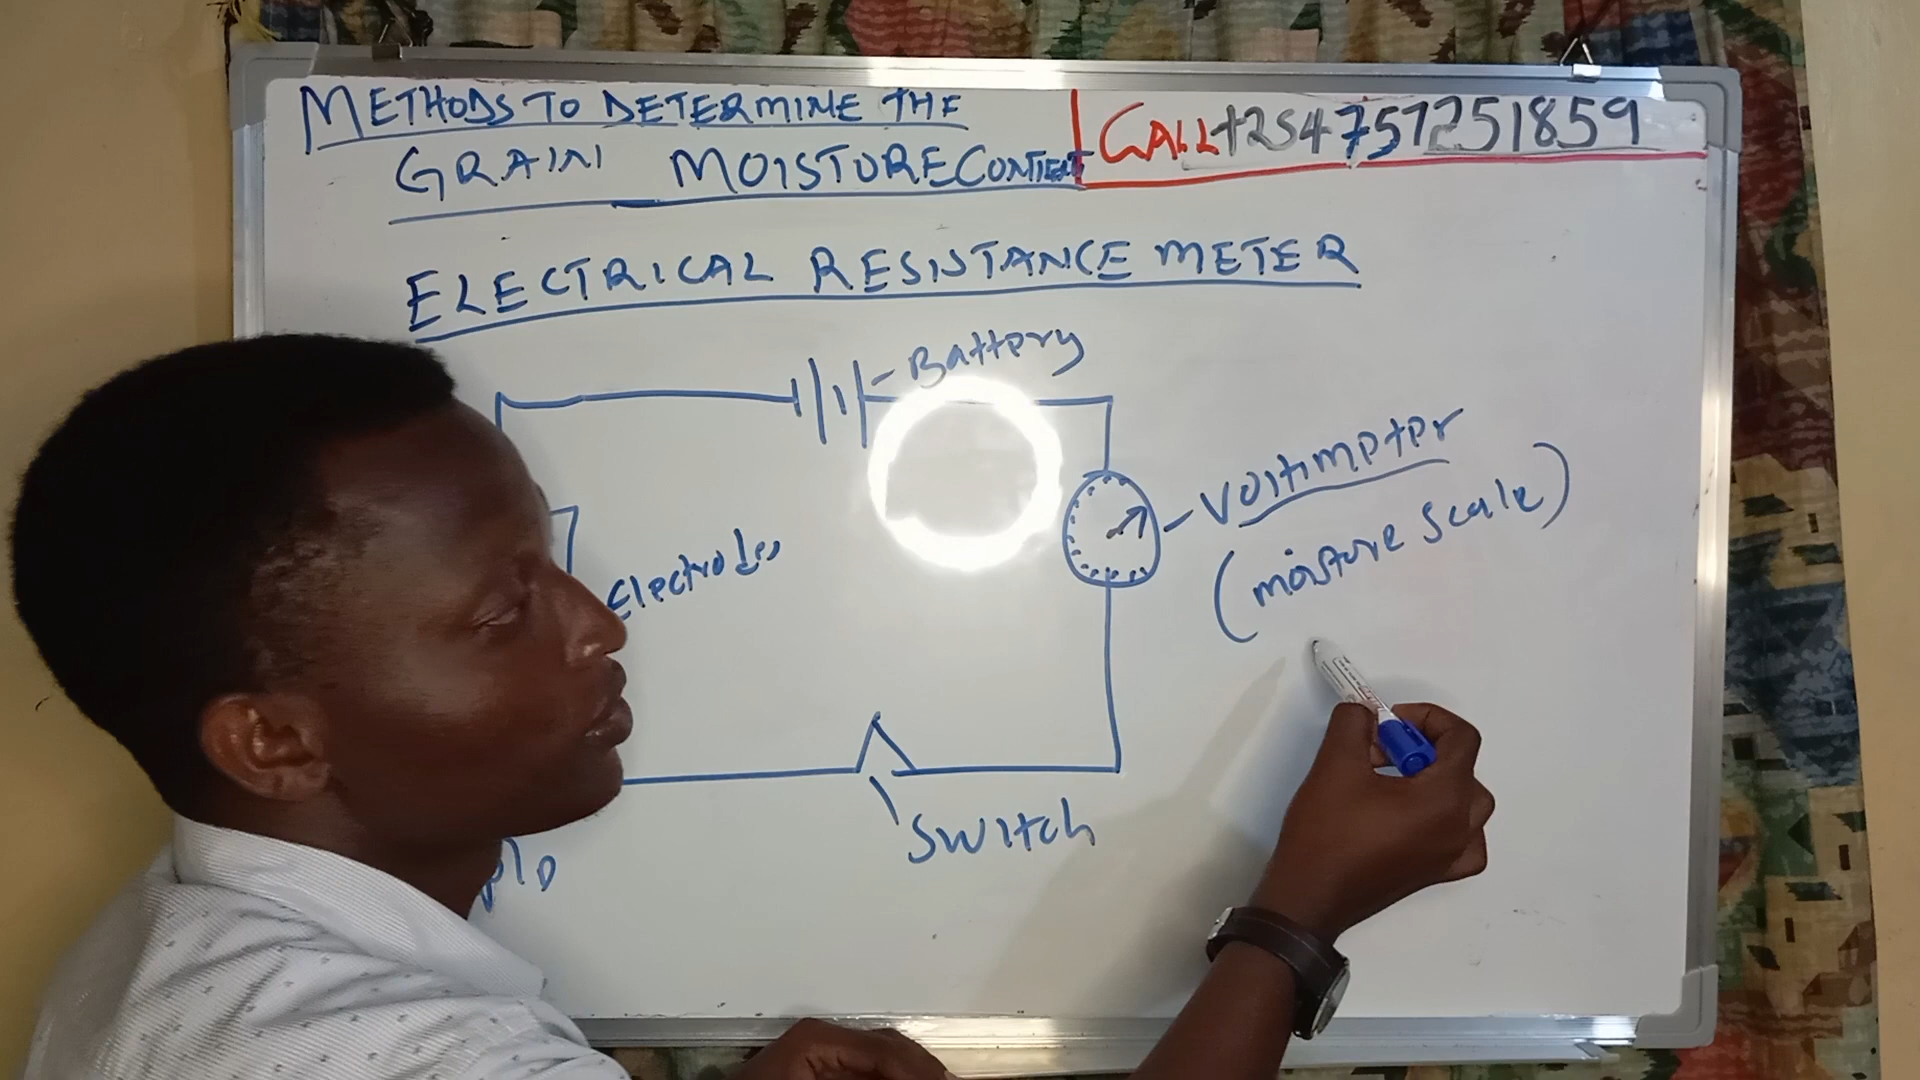 METHODS TO DETERMINE THE
GRAIN MOISTURE CONTENT
CALL +254757251859
ELECTRICAL RESISTANCE METER
Battery
Voltmeter
(moisture scale)
Electrodes
Switch